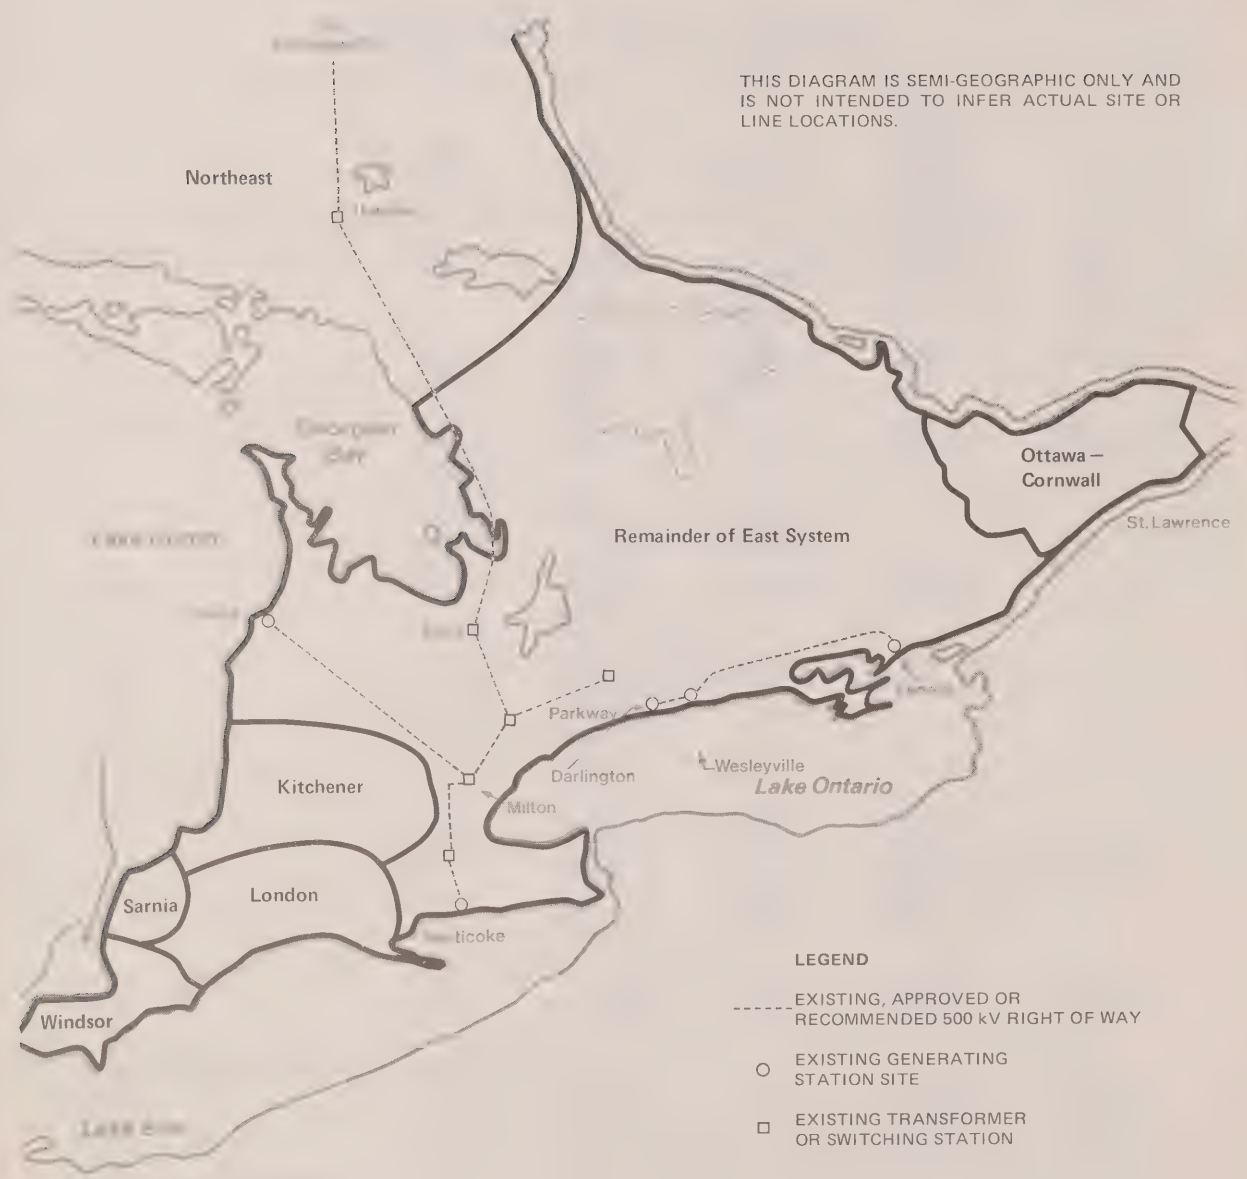 THIS DIAGRAM IS SEMI-GEOGRAPHIC ONLY AND
IS NOT INTENDED TO INFER ACTUAL SITE OR
LINE LOCATIONS.
Northeast
Ottawa –
Cornwall
St. Lawrence
Remainder of East System
Parkway
Darlington
Wesleyville
Lake Ontario
Kitchener
Milton
Sarnia
London
ticoke
Windsor
LEGEND
EXISTING, APPROVED OR
RECOMMENDED 500 kV RIGHT OF WAY
EXISTING GENERATING
STATION SITE
EXISTING TRANSFORMER
OR SWITCHING STATION